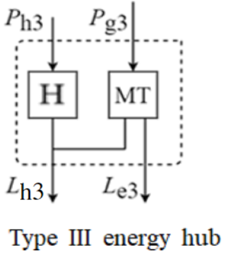 Ph3 Pg3
H MT
Lh3 Le3
Type III energy hub